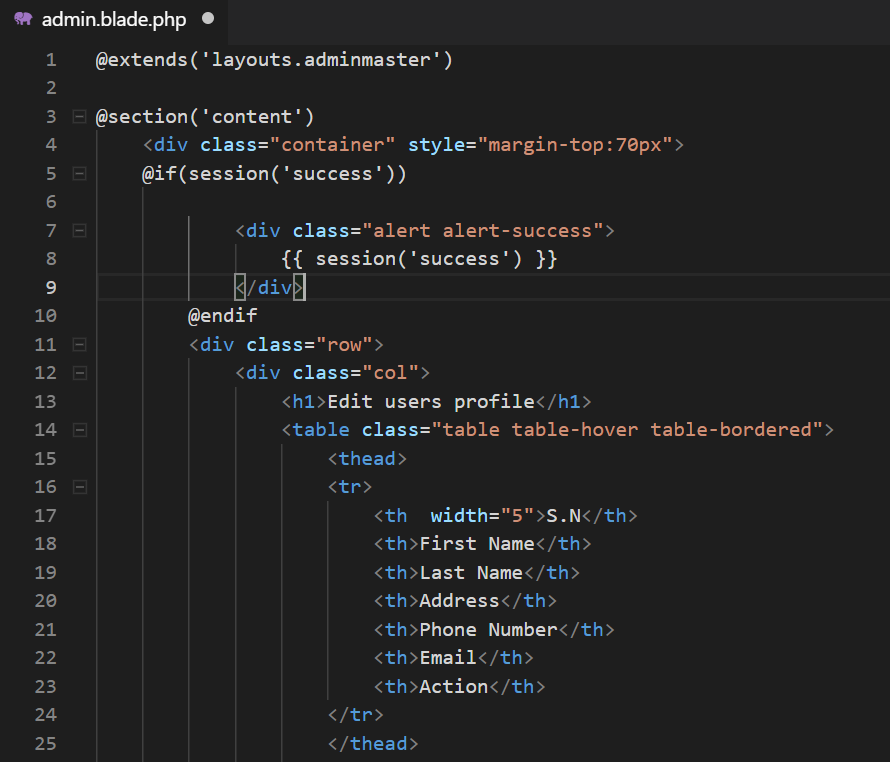 admin.blade.php
1 @extends('layouts.adminmaster')
2
3 @section('content')
4 <div class="container" style="margin-top:70px">
5 @if(session('success'))
6
7 <div class="alert alert-success">
8 {{ session('success') }}
9 </div>
10 @endif
11 <div class="row">
12 <div class="col">
13 <h1>Edit users profile</h1>
14 <table class="table table-hover table-bordered">
15 <thead>
16 <tr>
17 <th  width="5">S.N</th>
18 <th>First Name</th>
19 <th>Last Name</th>
20 <th>Address</th>
21 <th>Phone Number</th>
22 <th>Email</th>
23 <th>Action</th>
24 </tr>
25 </thead>